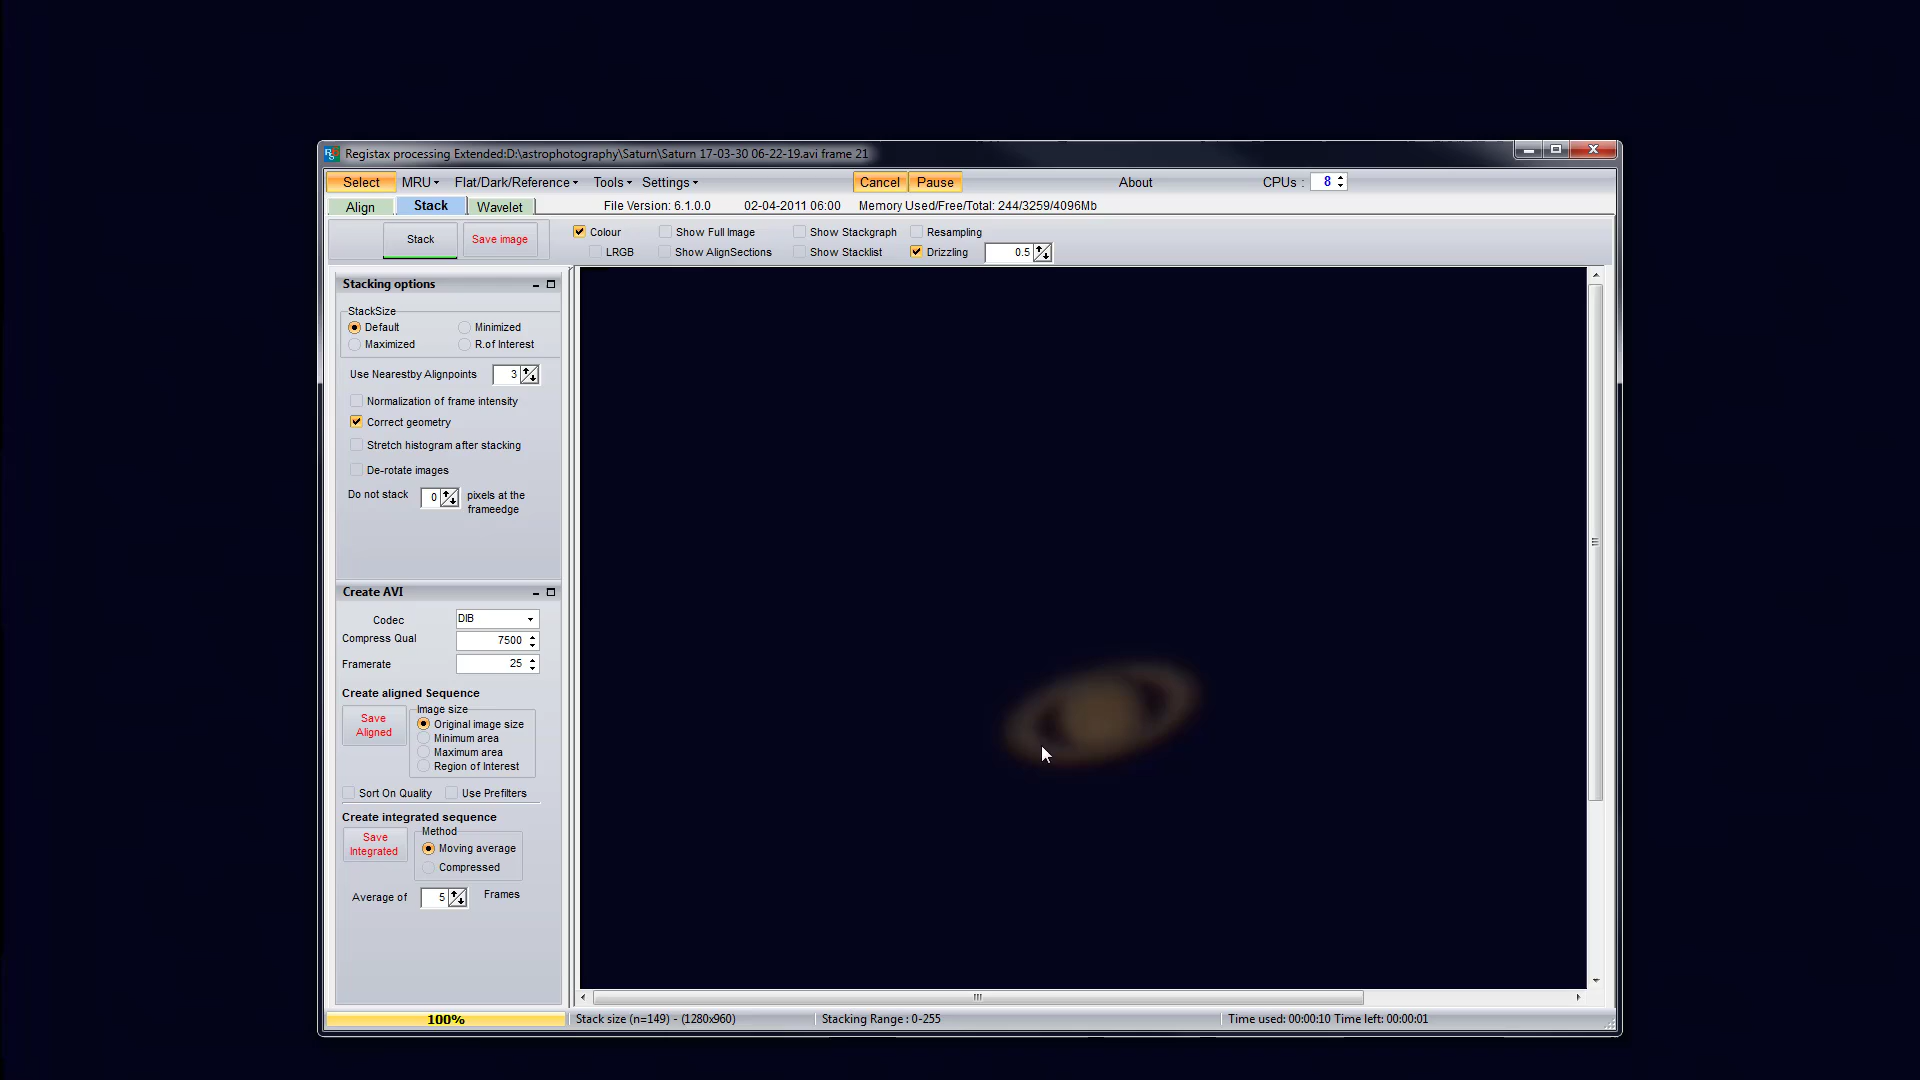 Registax processing Extended:D:\astrophotography\Saturn\Saturn 17-03-30 06-22-19.avi frame 21
Select MRU Flat/Dark/Reference Tools Settings Cancel Pause About CPUs : 8
Align Stack Wavelet File Version: 6.1.0.0 02-04-2011 06:00 Memory Used/Free/Total: 244/3259/4096Mb
Stack Save image Colour Show Full Image Show Stackgraph Resampling
LRGB Show AlignSections Show Stacklist Drizzling 0.5
Stacking options
StackSize
Default Minimized
Maximized R.of Interest
Use Nearestby Alignpoints 3
Normalization of frame intensity
Correct geometry
Stretch histogram after stacking
De-rotate images
Do not stack 0 pixels at the
frameedge
Create AVI
Codec DIB
Compress Qual 7500
Framerate 25
Create aligned Sequence
Save
Aligned
Image size
Original image size
Minimum area
Maximum area
Region of Interest
Sort On Quality Use Prefilters
Create integrated sequence
Save
Integrated
Method
Moving average
Compressed
Average of 5 Frames
100% Stack size (n=149) - (1280x960) Stacking Range : 0-255 Time used: 00:00:10 Time left: 00:00:01